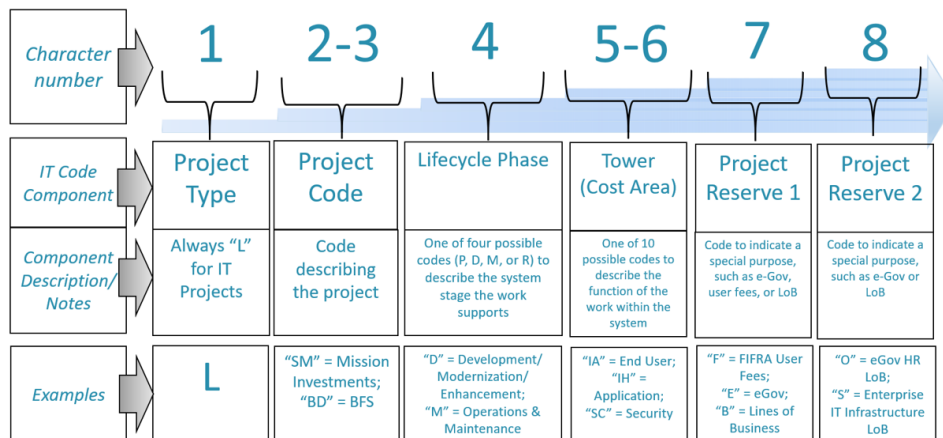 Character
number
1
2-3
4
5-6
7
8
IT Code
Component
Project
Type
Project
Code
Lifecycle Phase
Tower
(Cost Area)
Project
Reserve 1
Project
Reserve 2
Component
Description/
Notes
Always “L”
for IT
Projects
Code
describing
the project
One of four possible
codes (P, D, M, or R) to
describe the system
stage the work
supports
One of 10
possible codes to
describe the
function of the
work within the
system
Code to indicate a
special purpose,
such as e-Gov,
user fees, or LoB
Code to indicate a
special purpose,
such as e-Gov or
LoB
Examples
L
“SM” = Mission
Investments;
“BD” = BFS
“D” = Development/
Modernization/
Enhancement;
“M” = Operations &
Maintenance
“IA” = End User;
“IH” =
Application;
“SC” = Security
“F” = FIFRA User
Fees;
“E” = eGov;
“B” = Lines of
Business
“O” = eGov HR
LoB;
“S” = Enterprise
IT Infrastructure
LoB